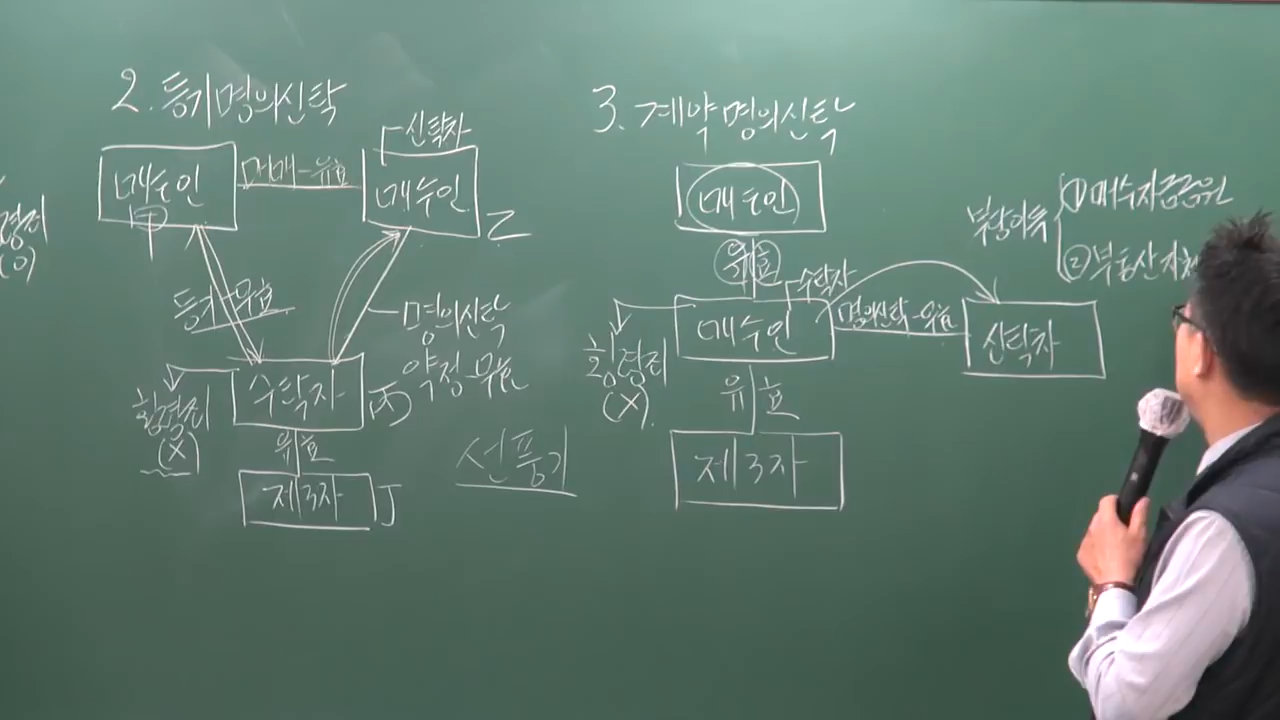 2. 등기명의신탁
신탁자
매도인
매매-유효
매수인
甲
乙
등기-무효
명의신탁
약정-무효
수탁자
丙
횡령죄
(X)
유효
제3자
丁
선풍기
3. 계약명의신탁
매도인
유효
수탁자
매수인
명의신탁-무효
신탁자
횡령죄
(X)
유효
제3자
부당이득
① 매수자금
② 부동산자체
령죄
(O)